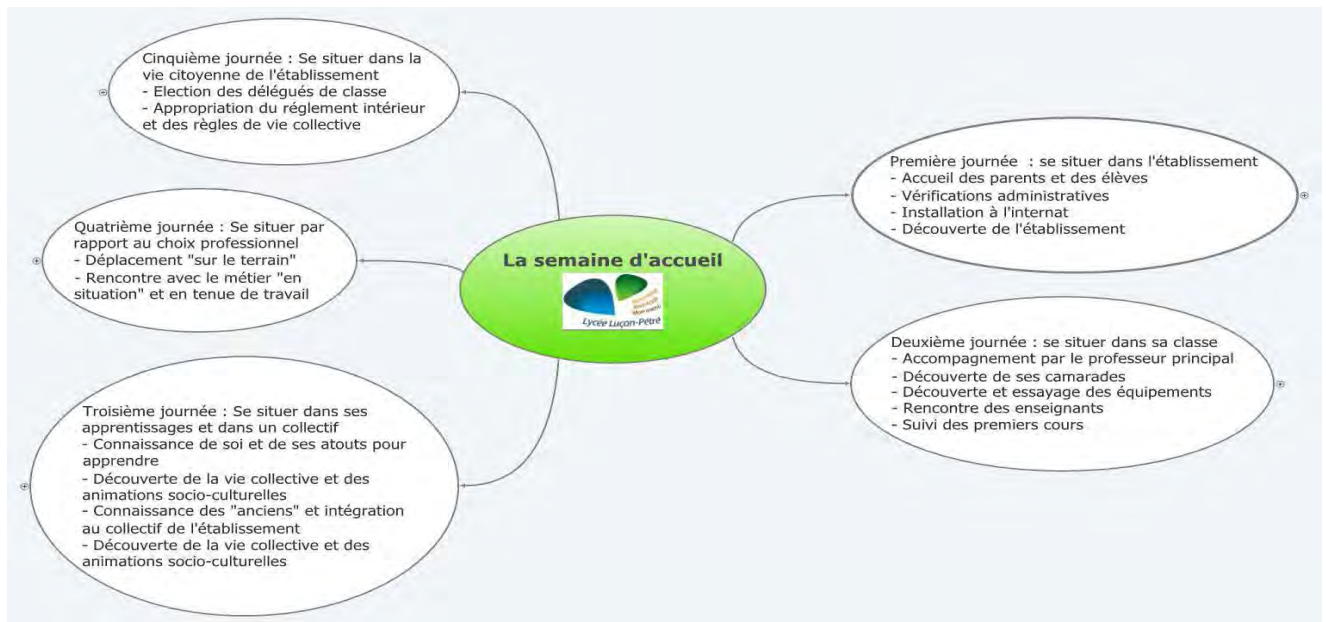 La semaine d'accueil
Lycée Luçon-Pétré
Première journée : se situer dans l'établissement
- Accueil des parents et des élèves
- Vérifications administratives
- Installation à l'internat
- Découverte de l'établissement
Deuxième journée : se situer dans sa classe
- Accompagnement par le professeur principal
- Découverte de ses camarades
- Découverte et essayage des équipements
- Rencontre des enseignants
- Suivi des premiers cours
Troisième journée : Se situer dans ses
apprentissages et dans un collectif
- Connaissance de soi et de ses atouts pour
apprendre
- Découverte de la vie collective et des
animations socio-culturelles
- Connaissance des "anciens" et intégration
au collectif de l'établissement
- Découverte de la vie collective et des
animations socio-culturelles
Quatrième journée : Se situer par
rapport au choix professionnel
- Déplacement "sur le terrain"
- Rencontre avec le métier "en
situation" et en tenue de travail
Cinquième journée : Se situer dans la
vie citoyenne de l'établissement
- Election des délégués de classe
- Appropriation du réglement intérieur
et des règles de vie collective